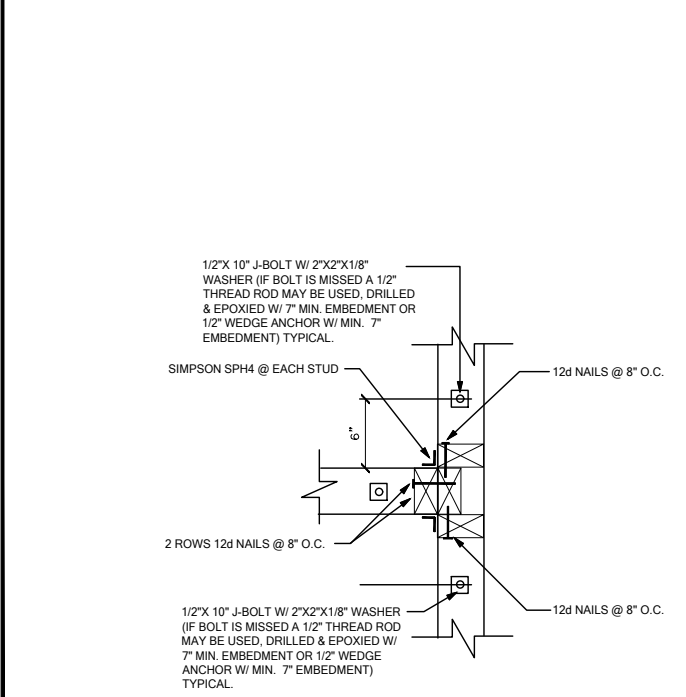 1/2"X 10" J-BOLT W/ 2"X2"X1/8"
WASHER (IF BOLT IS MISSED A 1/2"
THREAD ROD MAY BE USED, DRILLED
& EPOXIED W/ 7" MIN. EMBEDMENT OR
1/2" WEDGE ANCHOR W/ MIN. 7"
EMBEDMENT) TYPICAL.
SIMPSON SPH4 @ EACH STUD
12d NAILS @ 8" O.C.
6"
2 ROWS 12d NAILS @ 8" O.C.
1/2"X 10" J-BOLT W/ 2"X2"X1/8" WASHER
(IF BOLT IS MISSED A 1/2" THREAD ROD
MAY BE USED, DRILLED & EPOXIED W/
7" MIN. EMBEDMENT OR 1/2" WEDGE
ANCHOR W/ MIN. 7" EMBEDMENT)
TYPICAL.
12d NAILS @ 8" O.C.